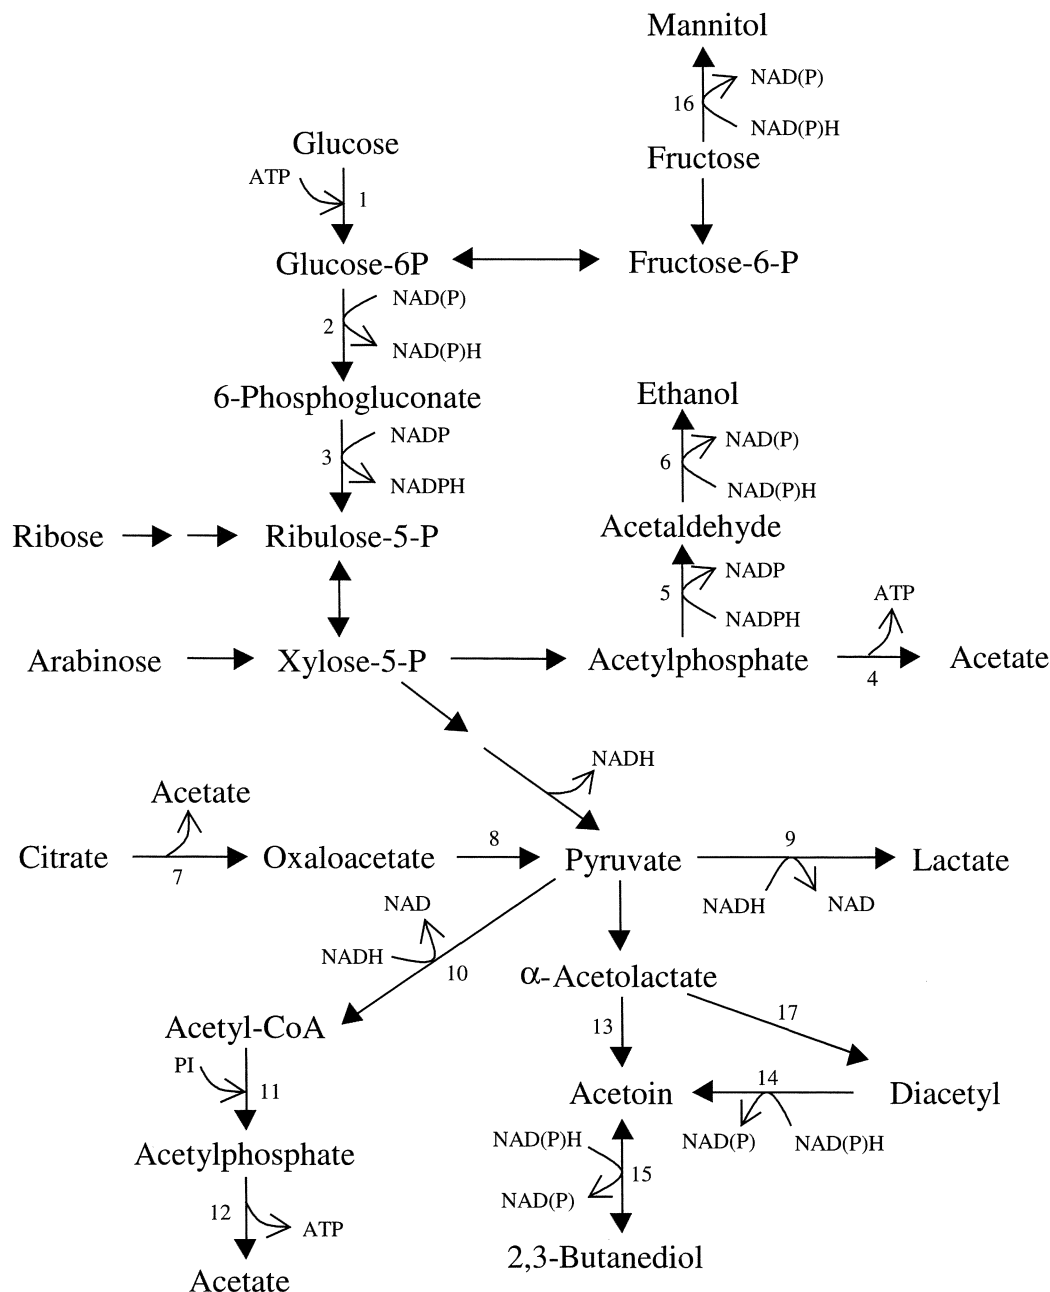 Mannitol
NAD(P)
16
NAD(P)H
Glucose
Fructose
ATP
1
Glucose-6P
Fructose-6-P
NAD(P)
2
NAD(P)H
6-Phosphogluconate
Ethanol
NADP
NAD(P)
3
6
NADPH
NAD(P)H
Ribose
Ribulose-5-P
Acetaldehyde
NADP
5
ATP
NADPH
Arabinose
Xylose-5-P
Acetylphosphate
Acetate
4
NADH
Acetate
Citrate
7
Oxaloacetate
8
Pyruvate
9
Lactate
NADH
NAD
NAD
NADH
10
α-Acetolactate
Acetyl-CoA
13
17
PI
11
Acetoin
14
Diacetyl
NAD(P)
NAD(P)H
NAD(P)H
Acetylphosphate
15
NAD(P)
12
ATP
2,3-Butanediol
Acetate